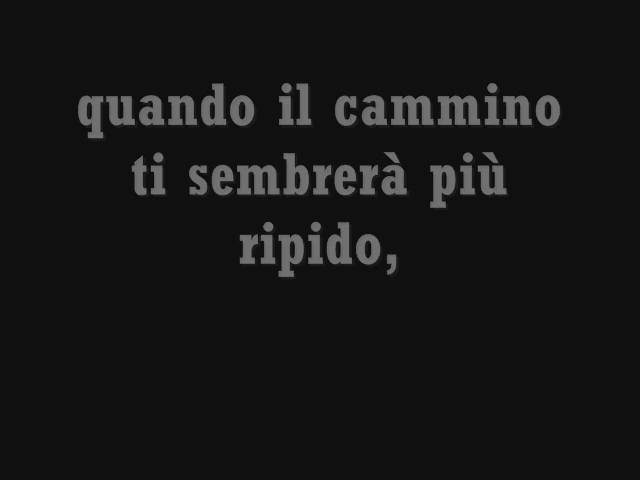 quando il cammino
ti sembrerà più
ripido,